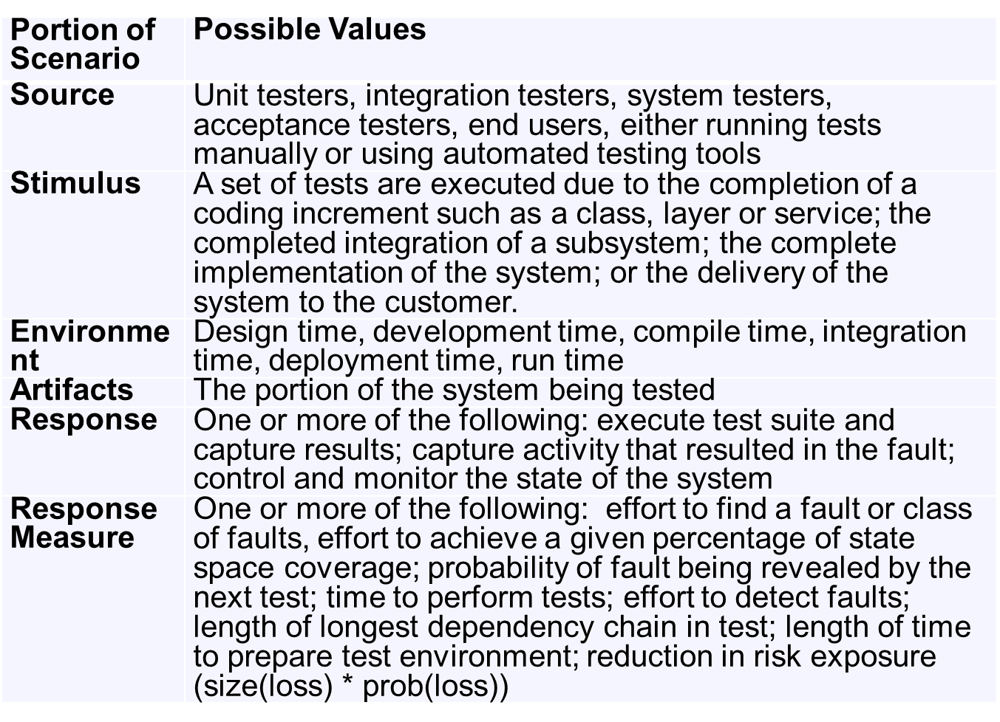 Portion of
Scenario
Possible Values
Source
Unit testers, integration testers, system testers,
acceptance testers, end users, either running tests
manually or using automated testing tools
Stimulus
A set of tests are executed due to the completion of a
coding increment such as a class, layer or service; the
completed integration of a subsystem; the complete
implementation of the system; or the delivery of the
system to the customer.
Environme
nt
Design time, development time, compile time, integration
time, deployment time, run time
Artifacts
The portion of the system being tested
Response
One or more of the following: execute test suite and
capture results; capture activity that resulted in the fault;
control and monitor the state of the system
Response
Measure
One or more of the following:  effort to find a fault or class
of faults, effort to achieve a given percentage of state
space coverage; probability of fault being revealed by the
next test; time to perform tests; effort to detect faults;
length of longest dependency chain in test; length of time
to prepare test environment; reduction in risk exposure
(size(loss) * prob(loss))